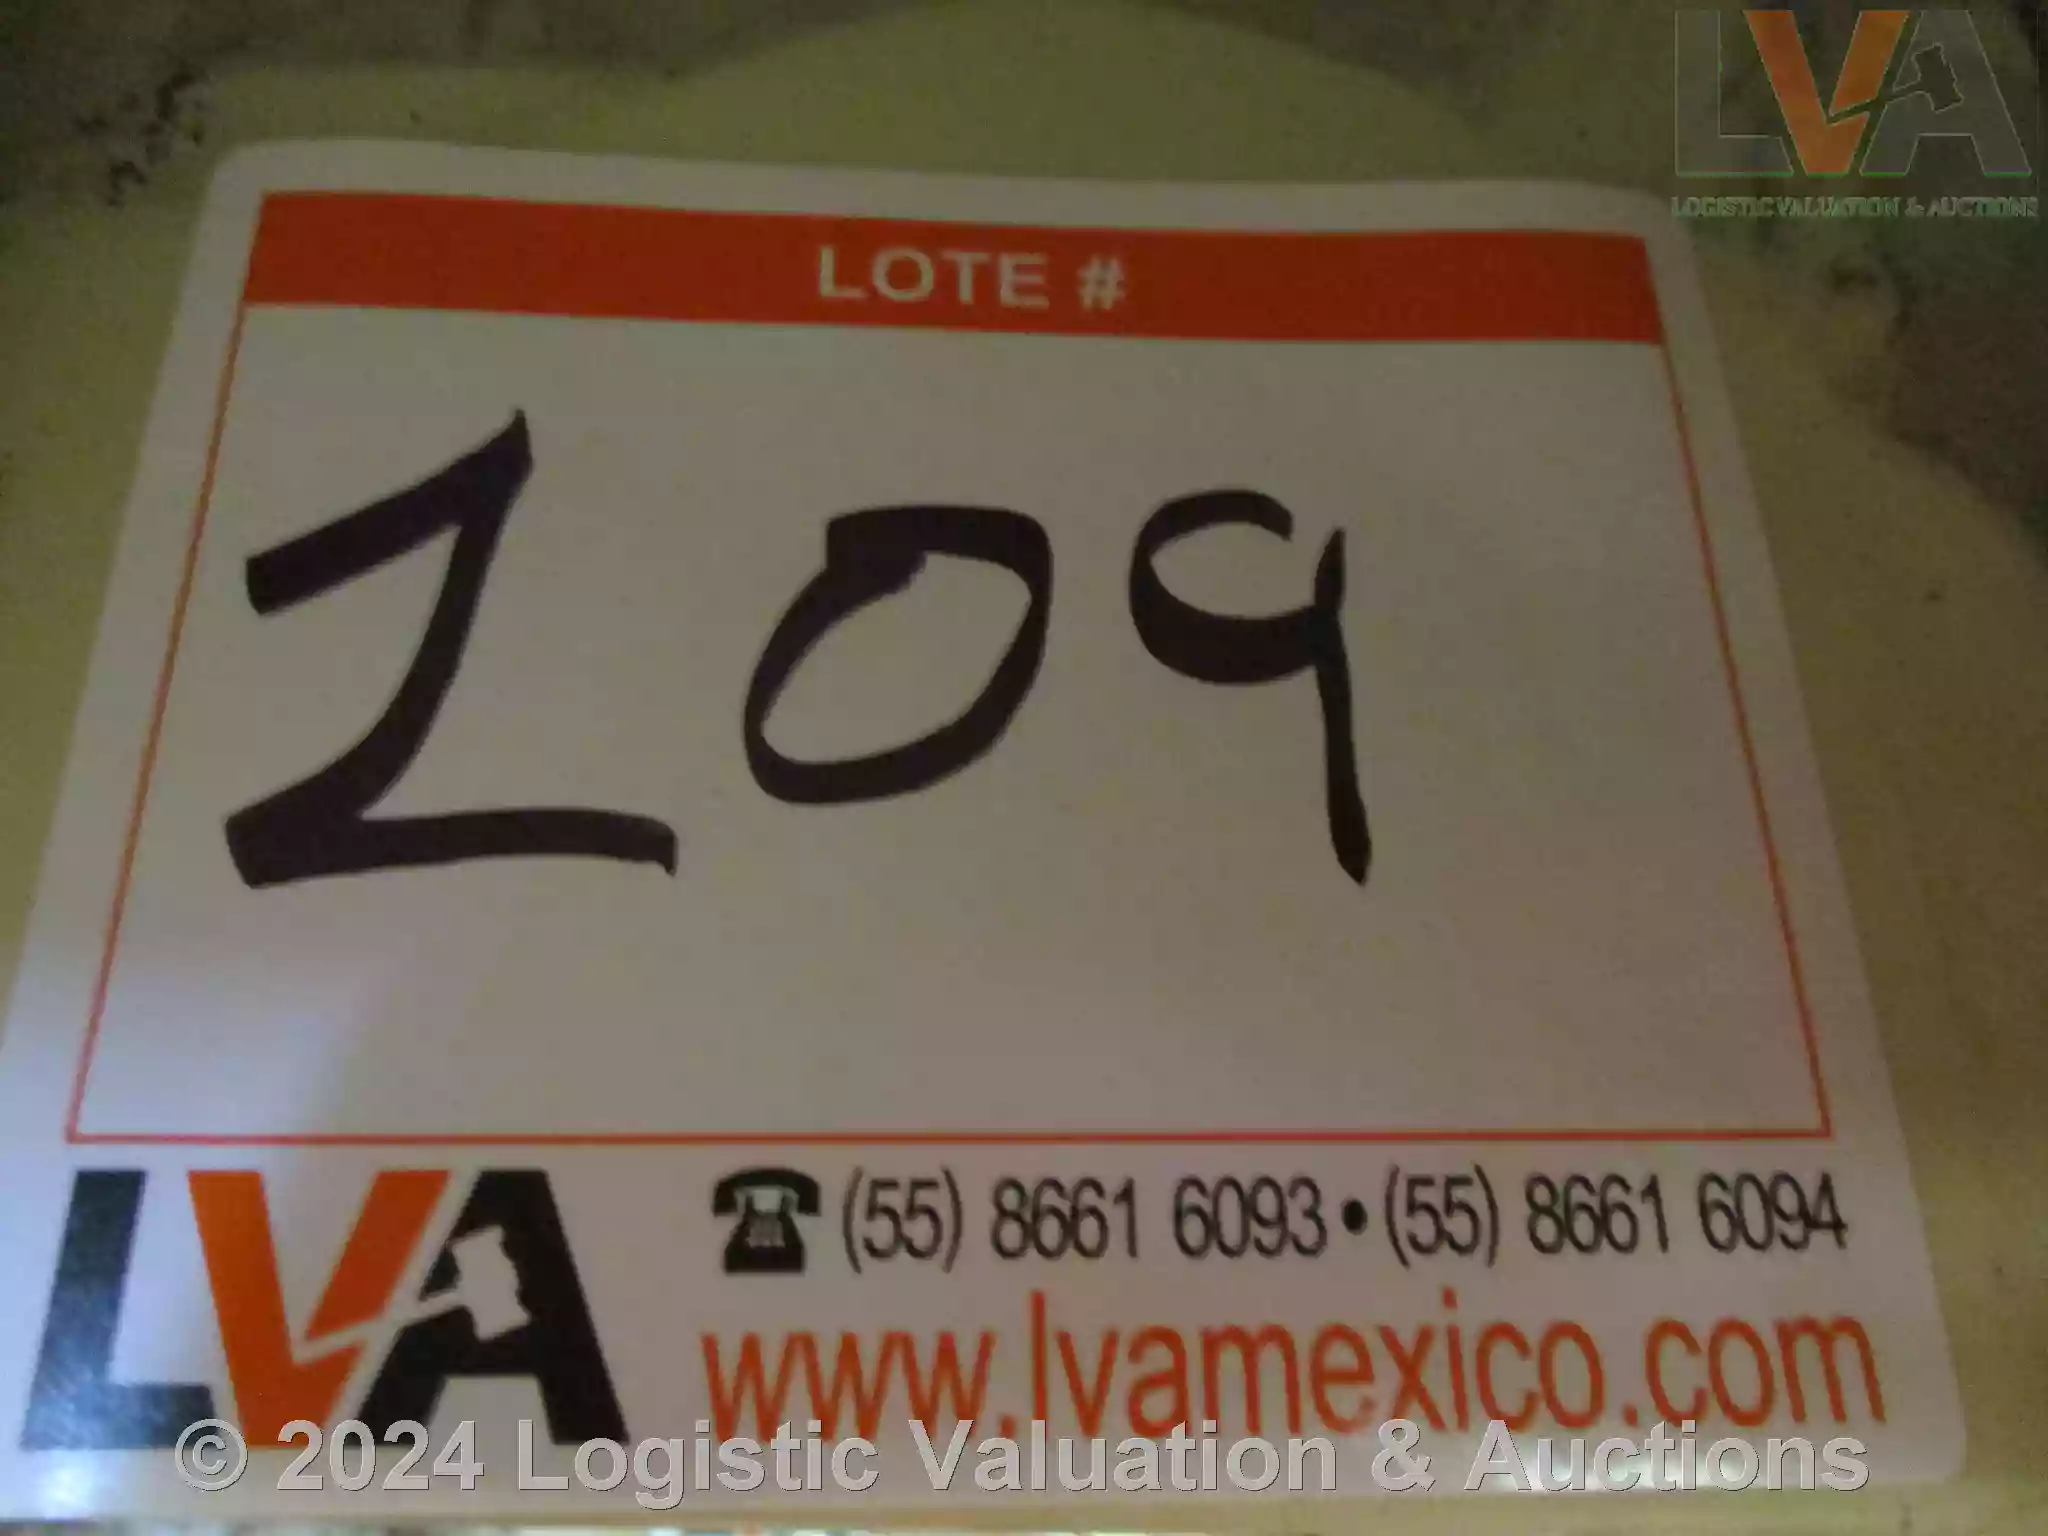 LVA
LOGISTIC VALUATION & AUCTIONS
LOTE #
109
LVA
(55) 8661 6093 • (55) 8661 6094
www.lvamexico.com
© 2024 Logistic Valuation & Auctions